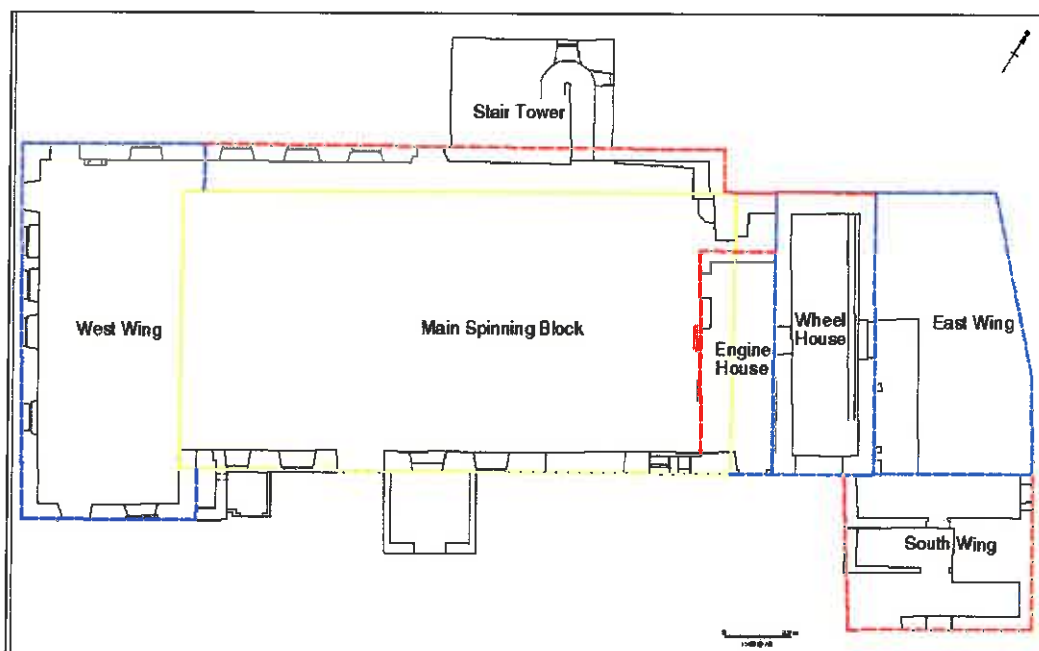 Stair Tower
West Wing
Main Spinning Block
Engine
House
Wheel
House
East Wing
South Wing